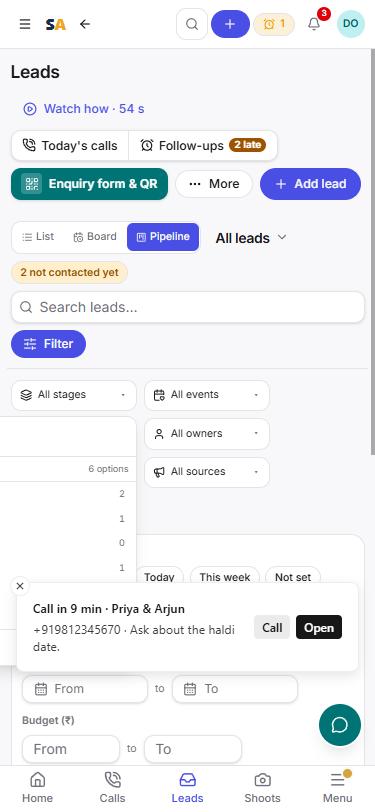 SA
1
3
DO
Leads
Watch how · 54 s
Today's calls
Follow-ups 2 late
Enquiry form & QR
More
Add lead
List
Board
Pipeline
All leads
2 not contacted yet
Search leads...
Filter
All stages
All events
All owners
All sources
6 options
2
1
0
1
Today
This week
Not set
Call in 9 min · Priya & Arjun
+919812345670 · Ask about the haldi
date.
Call
Open
From
to
To
Budget (₹)
From
to
To
Home
Calls
Leads
Shoots
Menu